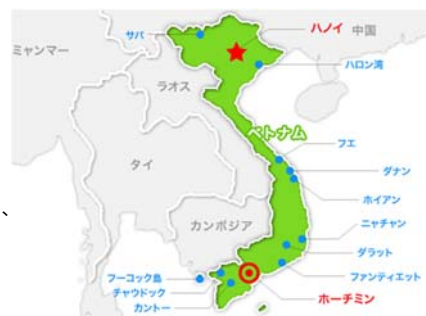 サパ
ハノイ
中国
ミャンマー
ハロン湾
ラオス
ベトナム
フエ
タイ
ダナン
ホイアン
、
カンボジア
ニャチャン
ダラット
フーコック島
ファンティエット
チャウドック
ホーチミン
カントー